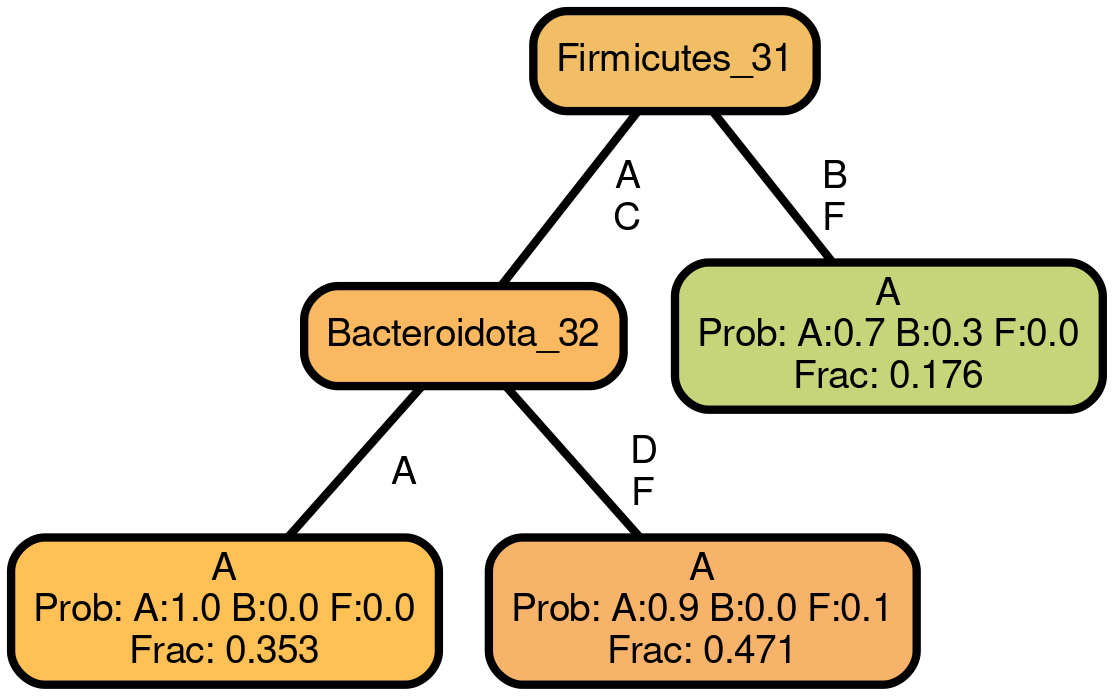 Firmicutes_31
A
C
B
F
Bacteroidota_32
A
Prob: A:0.7 B:0.3 F:0.0
Frac: 0.176
A
D
F
A
Prob: A:1.0 B:0.0 F:0.0
Frac: 0.353
A
Prob: A:0.9 B:0.0 F:0.1
Frac: 0.471